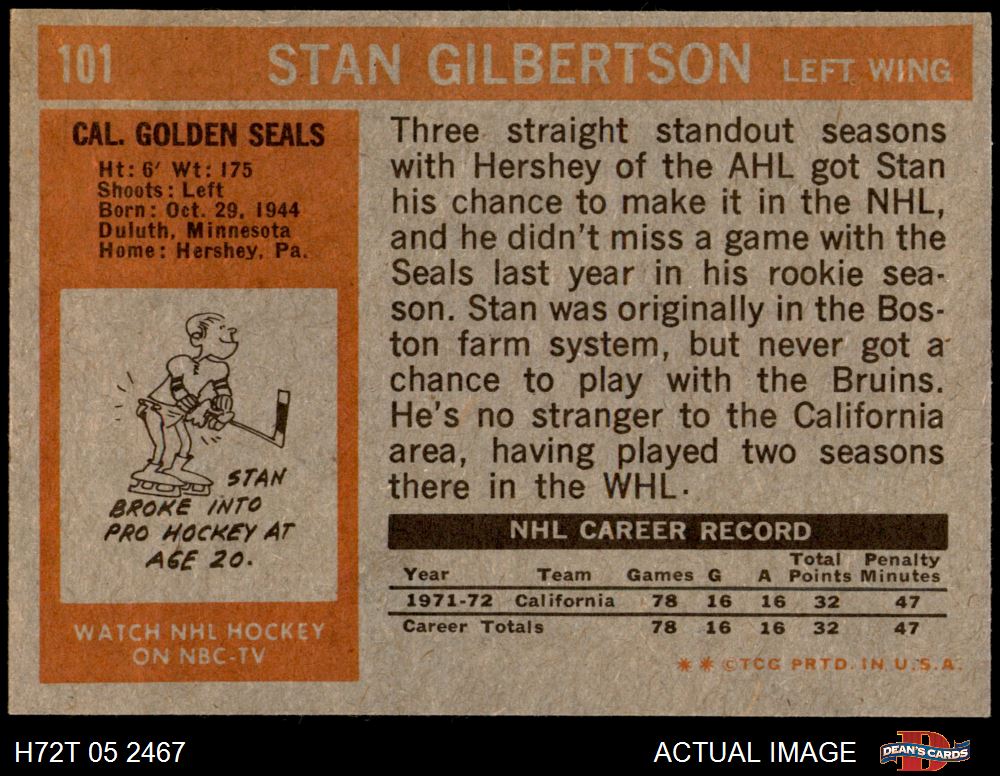 101 STAN GILBERTSON LEFT WING
CAL. GOLDEN SEALS
Ht: 6' Wt: 175
Shoots: Left
Born: Oct. 29, 1944
Duluth, Minnesota
Home: Hershey, Pa.
STAN
BROKE INTO
PRO HOCKEY AT
AGE 20.
WATCH NHL HOCKEY
ON NBC-TV
Three straight standout seasons
with Hershey of the AHL got Stan
his chance to make it in the NHL,
and he didn't miss a game with the
Seals last year in his rookie sea-
son. Stan was originally in the Bos-
ton farm system, but never got a
chance to play with the Bruins.
He's no stranger to the California
area, having played two seasons
there in the WHL.
NHL CAREER RECORD
Total Penalty
Year Team Games G A Points Minutes
1971-72 California 78 16 16 32 47
Career Totals 78 16 16 32 47
* * ©TCG PRTD. IN U.S.A.
H72T 05 2467 ACTUAL IMAGE DEAN'S CARDS